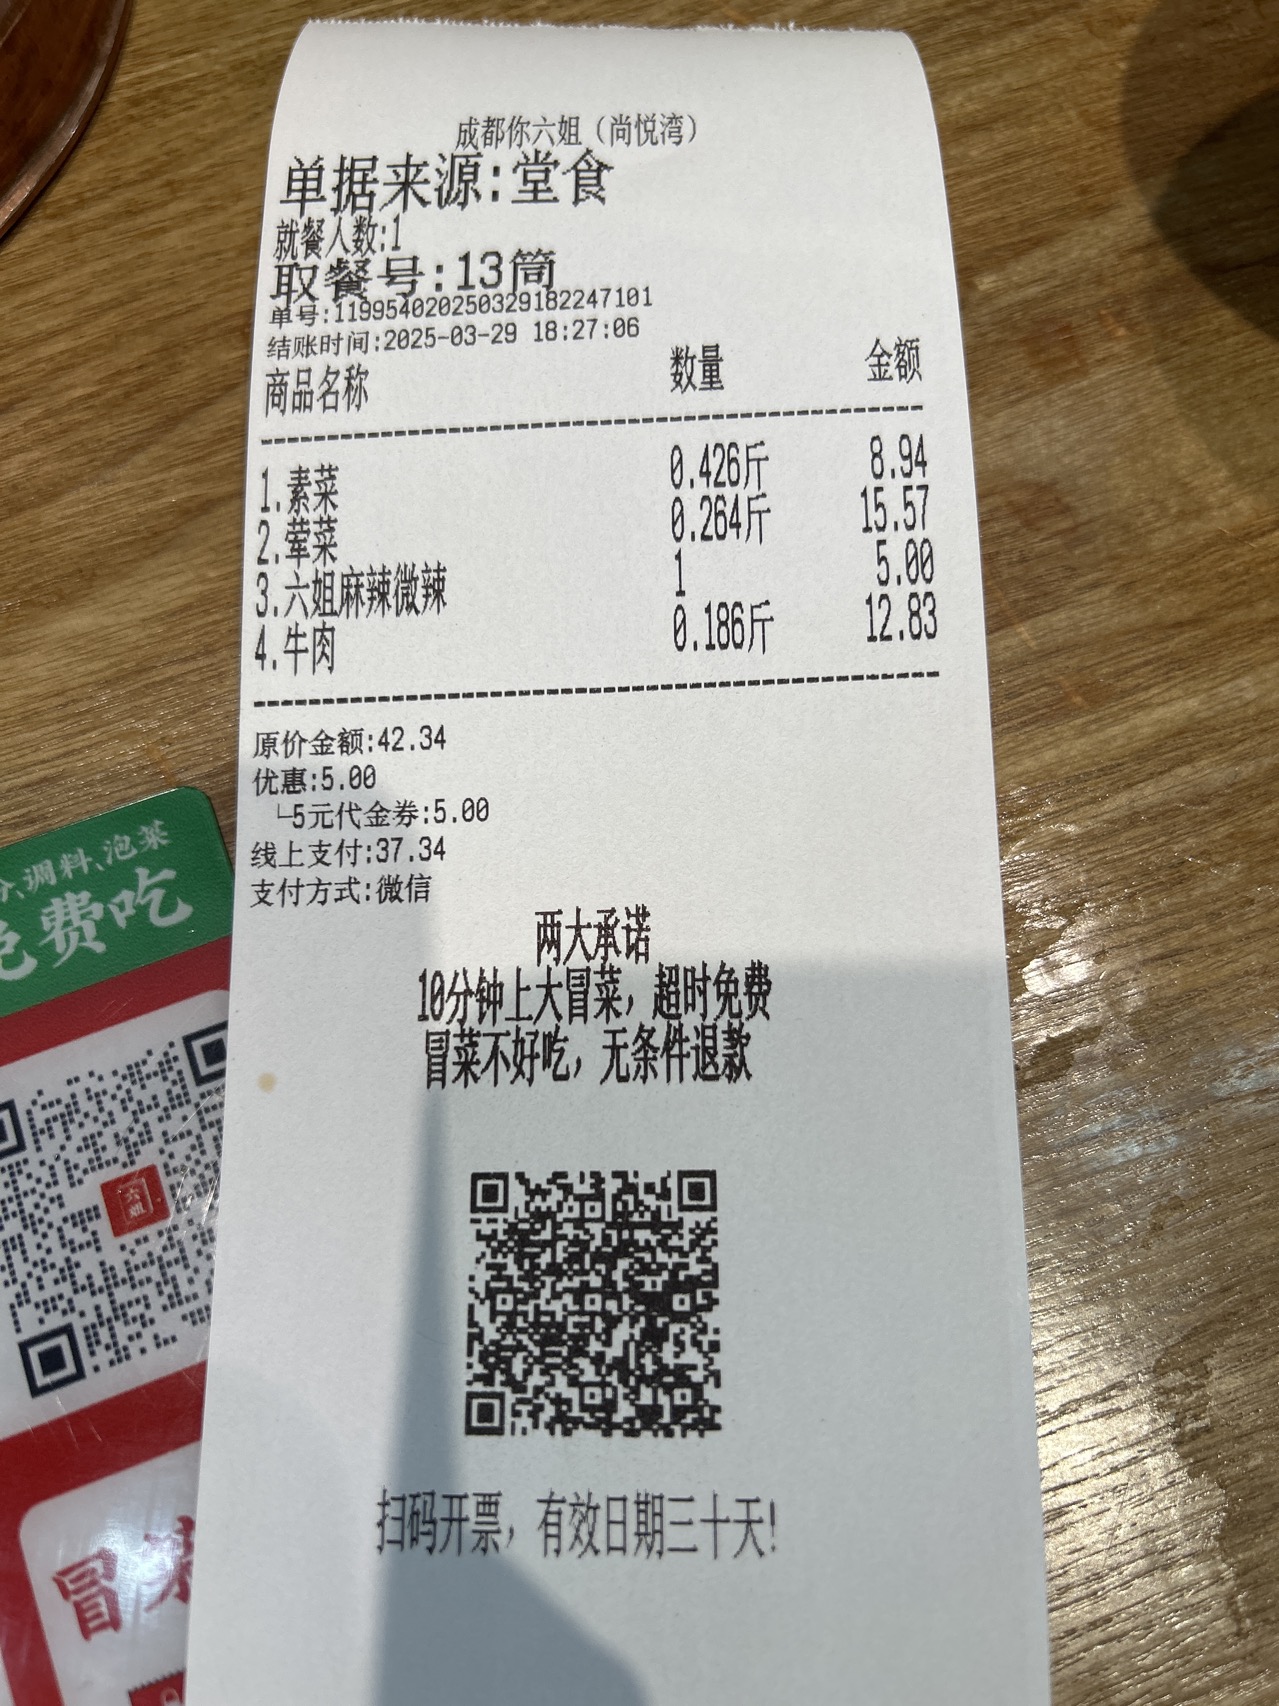 成都你六姐（尚悦湾）
单据来源:堂食
就餐人数:1
取餐号:13筒
单号:119954020250329182247101
结账时间:2025-03-29 18:27:06
商品名称 数量 金额
1.素菜 0.426斤 8.94
2.荤菜 0.264斤 15.57
3.六姐麻辣微辣 1 5.00
4.牛肉 0.186斤 12.83
原价金额:42.34
优惠:5.00
└5元代金券:5.00
线上支付:37.34
支付方式:微信
两大承诺
10分钟上大冒菜，超时免费
冒菜不好吃，无条件退款
扫码开票，有效日期三十天!
、调料、泡菜
免费吃
六姐
冒菜